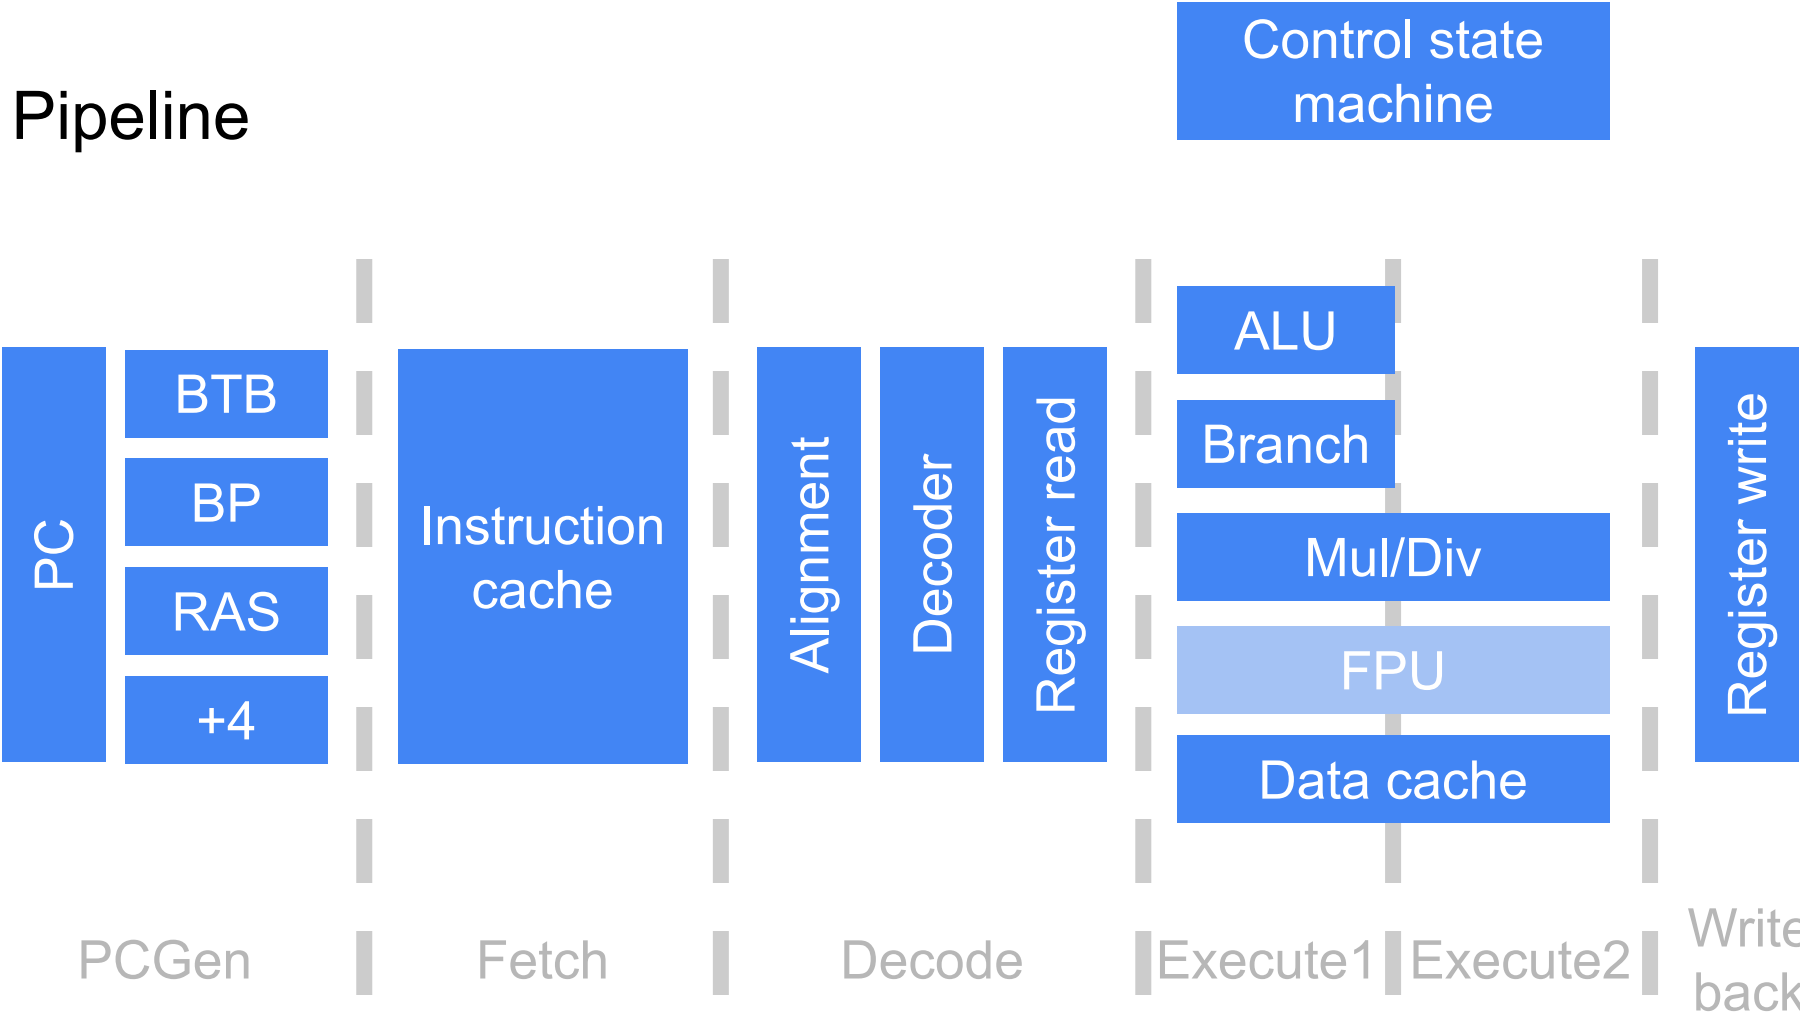 Pipeline
Control state
machine
PC
BTB
BP
RAS
+4
Instruction
cache
Alignment
Decoder
Register read
ALU
Branch
Mul/Div
FPU
Data cache
Register write
PCGen
Fetch
Decode
Execute1
Execute2
Write
back